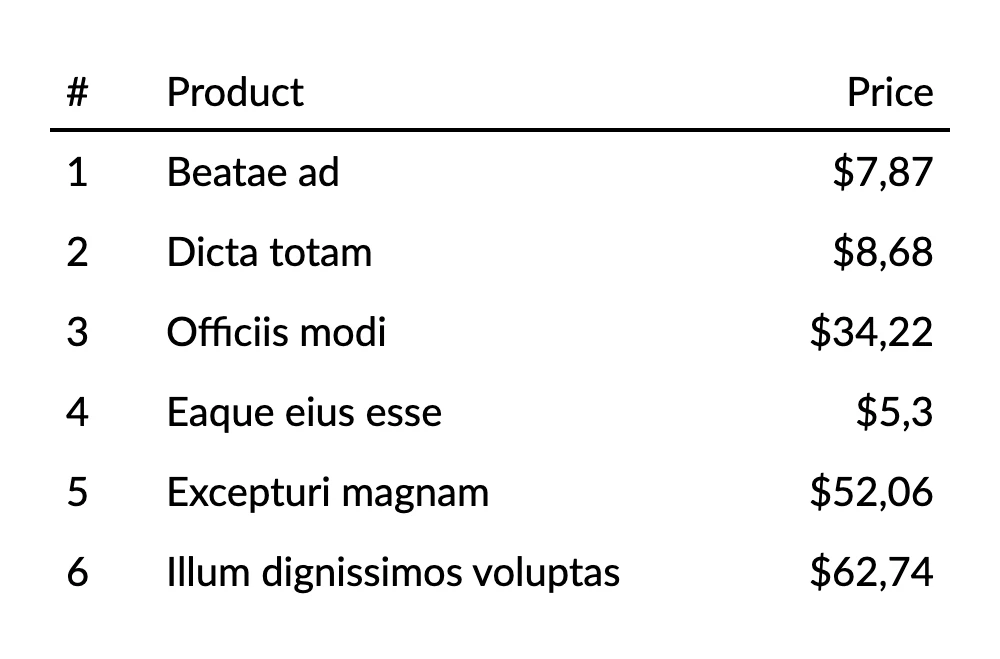 # Product Price
1 Beatae ad $7,87
2 Dicta totam $8,68
3 Officiis modi $34,22
4 Eaque eius esse $5,3
5 Excepturi magnam $52,06
6 Illum dignissimos voluptas $62,74